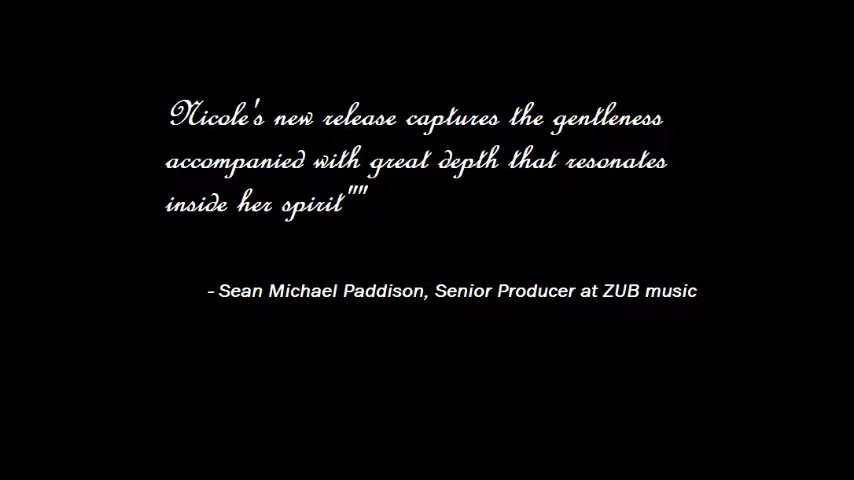 Nicole's new release captures the gentleness
accompanied with great depth that resonates
inside her spirit""
- Sean Michael Paddison, Senior Producer at ZUB music